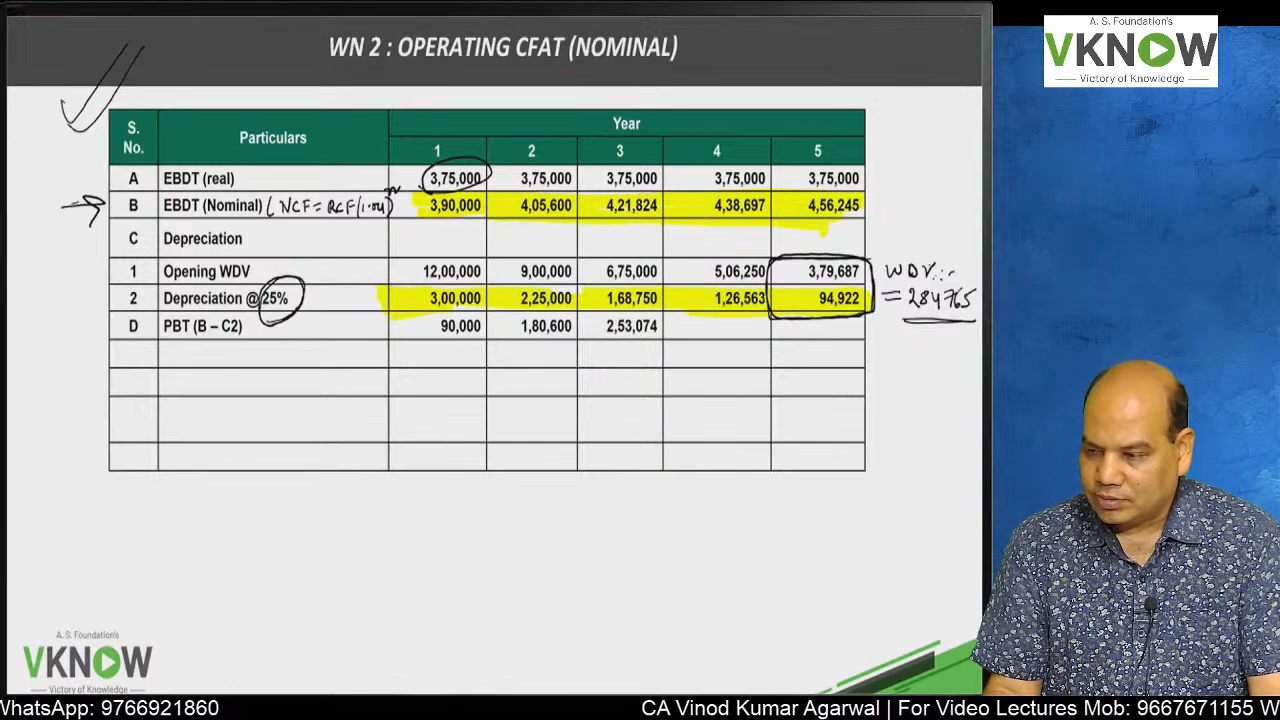 WN 2 : OPERATING CFAT (NOMINAL)
A. S. Foundation's
VKNOW
Victory of Knowledge
S. No. Particulars Year
1 2 3 4 5
A EBDT (real) 3,75,000 3,75,000 3,75,000 3,75,000 3,75,000
B EBDT (Nominal) (NCF = RCF (1.04)^n 3,90,000 4,05,600 4,21,824 4,38,697 4,56,245
C Depreciation
1 Opening WDV 12,00,000 9,00,000 6,75,000 5,06,250 3,79,687 WDV
2 Depreciation @ 25% 3,00,000 2,25,000 1,68,750 1,26,563 94,922 = 284765
D PBT (B – C2) 90,000 1,80,600 2,53,074
A. S. Foundation's
VKNOW
Victory of Knowledge
WhatsApp: 9766921860 CA Vinod Kumar Agarwal | For Video Lectures Mob: 9667671155 W